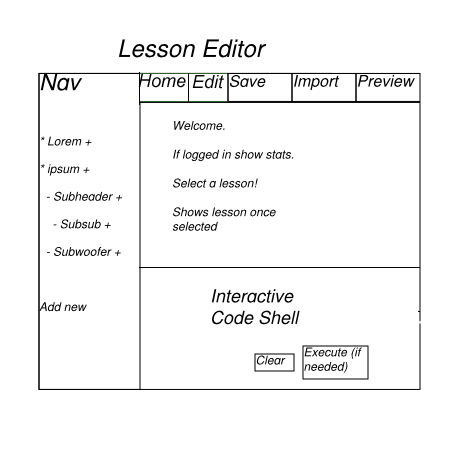 Lesson Editor
Nav
Home Edit Save Import Preview
* Lorem +
* ipsum +
- Subheader +
- Subsub +
- Subwoofer +
Add new
Welcome.
If logged in show stats.
Select a lesson!
Shows lesson once
selected
Interactive
Code Shell
Clear
Execute (if
needed)